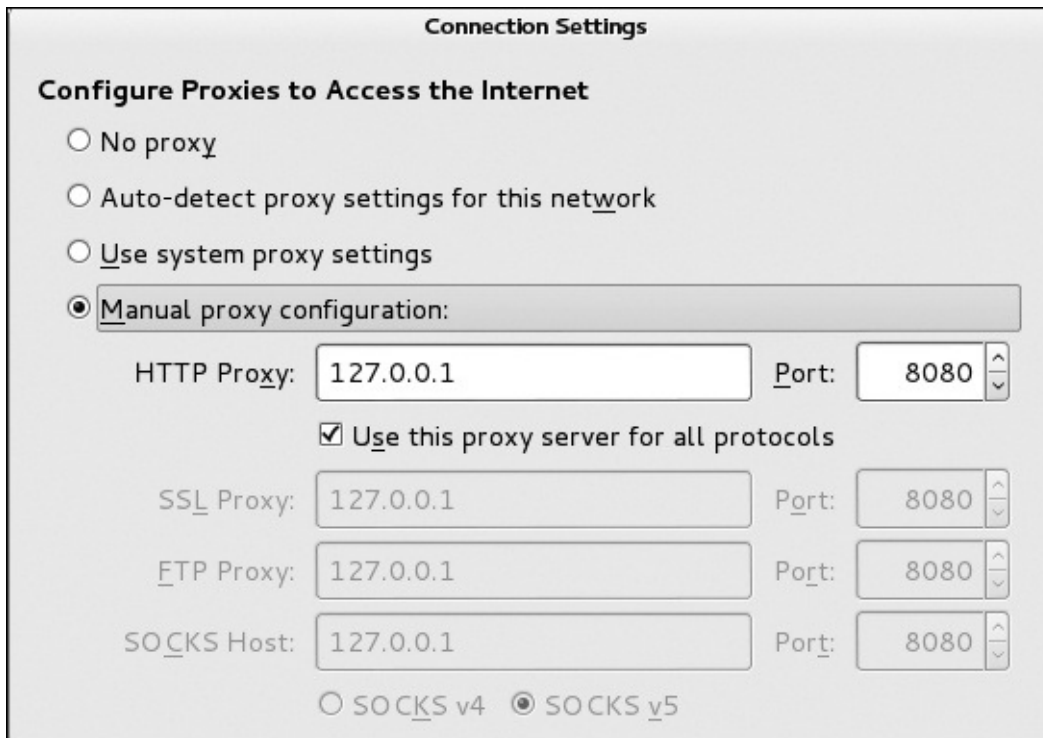 Connection Settings
Configure Proxies to Access the Internet
No proxy
Auto-detect proxy settings for this network
Use system proxy settings
Manual proxy configuration:
HTTP Proxy: 127.0.0.1 Port: 8080
Use this proxy server for all protocols
SSL Proxy: 127.0.0.1 Port: 8080
FTP Proxy: 127.0.0.1 Port: 8080
SOCKS Host: 127.0.0.1 Port: 8080
SOCKS v4 SOCKS v5